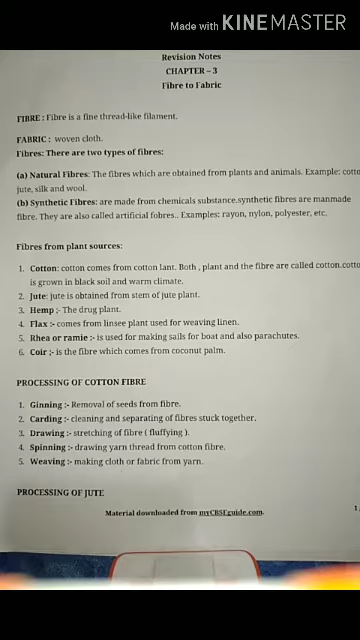 Made with KINEMASTER
Revision Notes
CHAPTER – 3
Fibre to Fabric
FIBRE : Fibre is a fine thread-like filament.
FABRIC : woven cloth.
Fibres: There are two types of fibres:
(a) Natural Fibres: The fibres which are obtained from plants and animals. Example: cotto
jute, silk and wool.
(b) Synthetic Fibres: are made from chemicals substance.synthetic fibres are manmade
fibre. They are also called artificial fobres.. Examples: rayon, nylon, polyester, etc.
Fibres from plant sources:
1. Cotton: cotton comes from cotton lant. Both , plant and the fibre are called cotton.cotto
is grown in black soil and warm climate.
2. Jute: jute is obtained from stem of jute plant.
3. Hemp ;- The drug plant.
4. Flax :- comes from linsee plant used for weaving linen.
5. Rhea or ramie :- is used for making sails for boat and also parachutes.
6. Coir :- is the fibre which comes from coconut palm.
PROCESSING OF COTTON FIBRE
1. Ginning :- Removal of seeds from fibre.
2. Carding :- cleaning and separating of fibres stuck together.
3. Drawing :- stretching of fibre ( fluffying ).
4. Spinning :- drawing yarn thread from cotton fibre.
5. Weaving :- making cloth or fabric from yarn.
PROCESSING OF JUTE
Material downloaded from myCBSEguide.com.
1